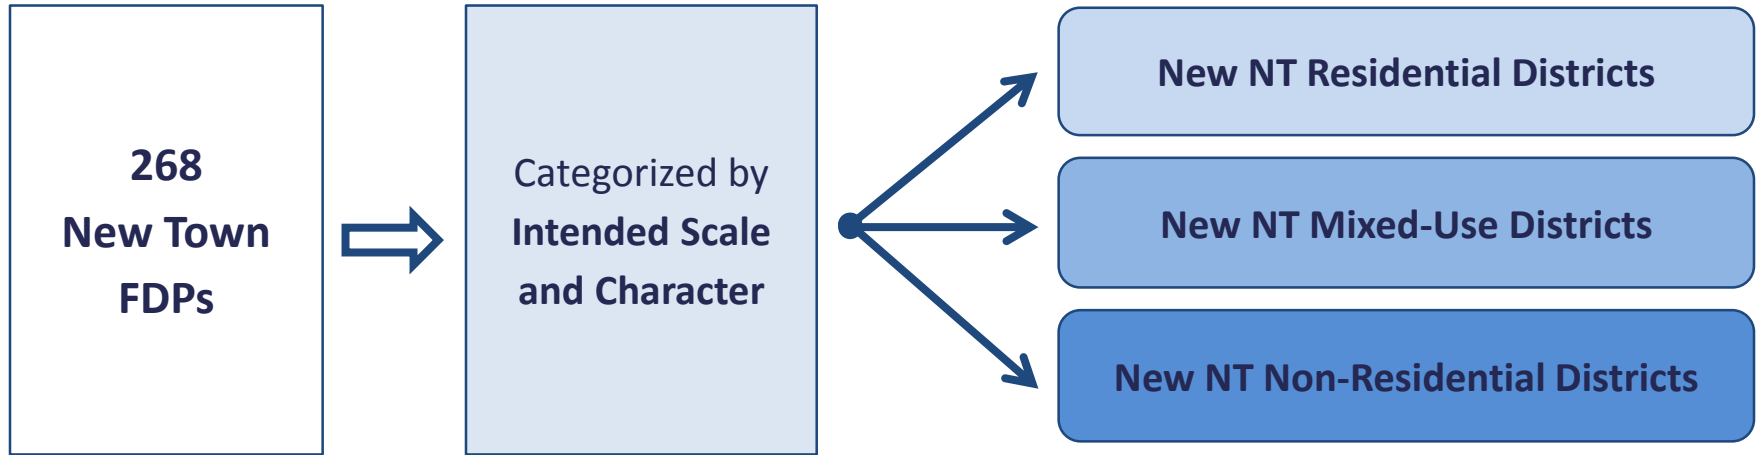 268
New Town
FDPs
Categorized by
Intended Scale
and Character
New NT Residential Districts
New NT Mixed-Use Districts
New NT Non-Residential Districts